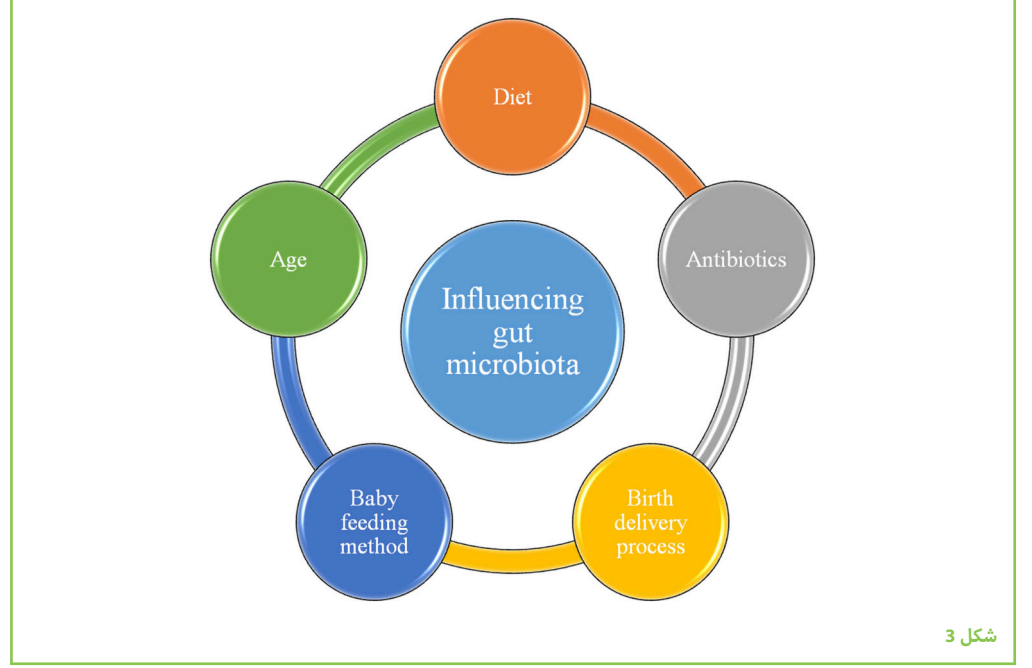 Diet
Antibiotics
Birth
delivery
process
Baby
feeding
method
Age
Influencing
gut
microbiota
شكل 3